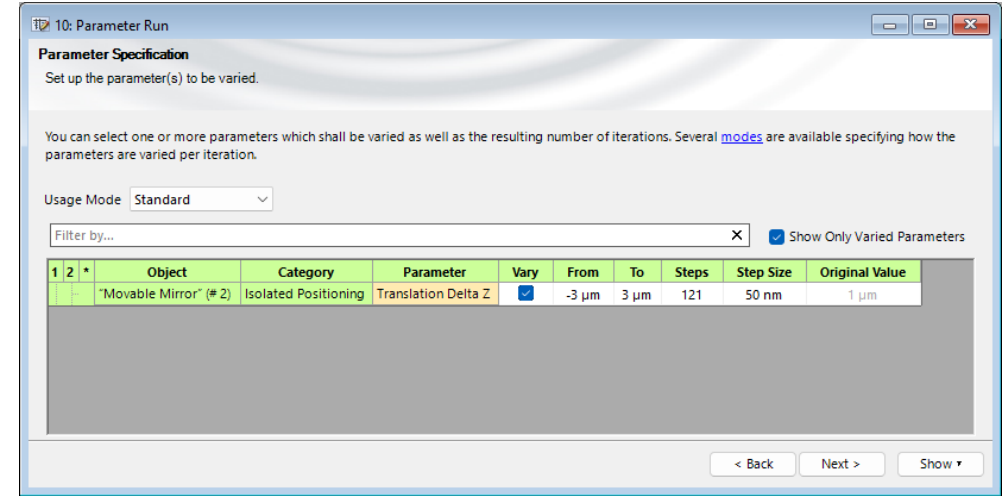 10: Parameter Run
Parameter Specification
Set up the parameter(s) to be varied.
You can select one or more parameters which shall be varied as well as the resulting number of iterations. Several modes are available specifying how the
parameters are varied per iteration.
Usage Mode Standard
Filter by... Show Only Varied Parameters
1 2 * Object Category Parameter Vary From To Steps Step Size Original Value
"Movable Mirror" (# 2) Isolated Positioning Translation Delta Z -3 µm 3 µm 121 50 nm 1 µm
< Back Next > Show